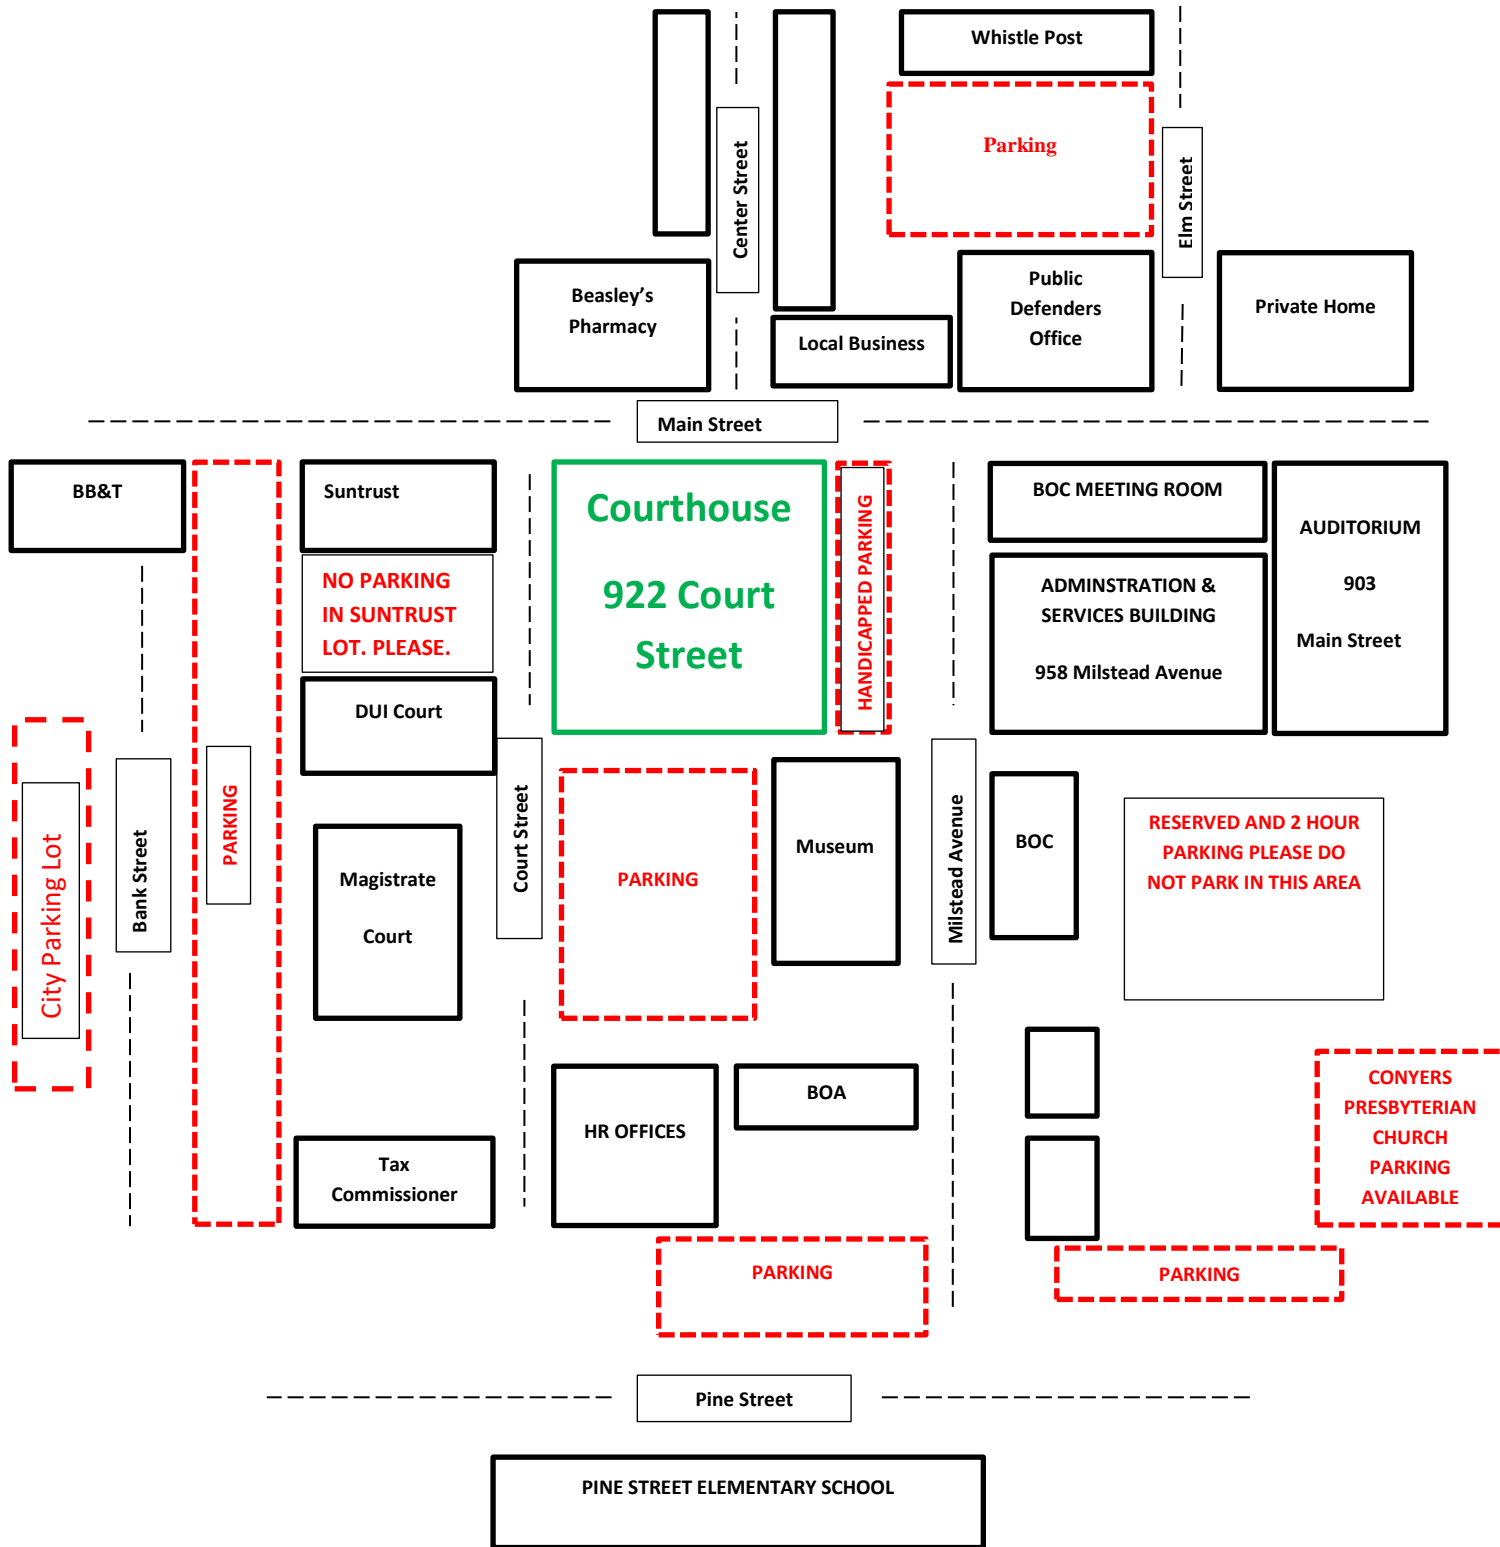 Whistle Post
Parking
Center Street
Elm Street
Beasley’s
Pharmacy
Local Business
Public
Defenders
Office
Private Home
Main Street
BB&T
Suntrust
NO PARKING
IN SUNTRUST
LOT. PLEASE.
DUI Court
Courthouse
922 Court
Street
HANDICAPPED PARKING
BOC MEETING ROOM
ADMINSTRATION &
SERVICES BUILDING
958 Milstead Avenue
AUDITORIUM
903
Main Street
City Parking Lot
Bank Street
PARKING
Magistrate
Court
Court Street
PARKING
Museum
Milstead Avenue
BOC
RESERVED AND 2 HOUR
PARKING PLEASE DO
NOT PARK IN THIS AREA
Tax
Commissioner
HR OFFICES
BOA
CONYERS
PRESBYTERIAN
CHURCH
PARKING
AVAILABLE
PARKING
PARKING
Pine Street
PINE STREET ELEMENTARY SCHOOL